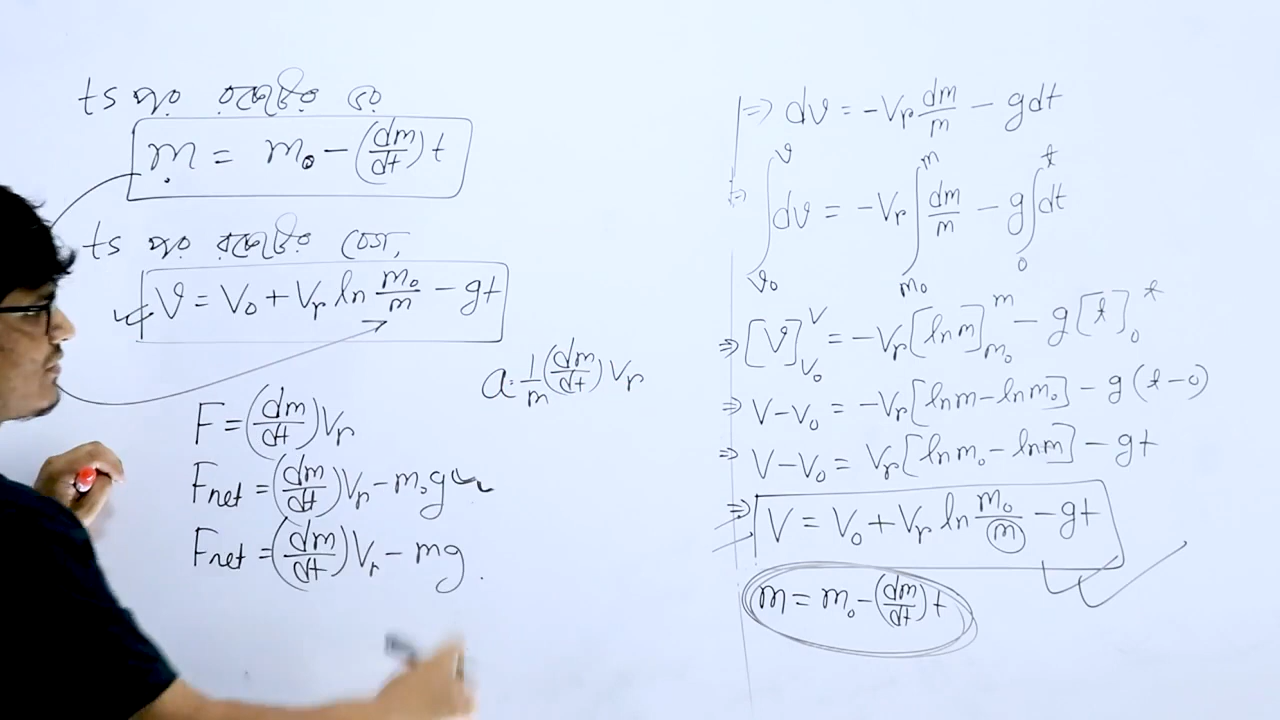 ts পর রকেটের ভর
m = m₀ - (dm/dt) t
ts পর রকেটের বেগ,
V = V₀ + Vr ln m₀/m - gt
a = 1/m (dm/dt) Vr
F = (dm/dt) Vr
Fnet = (dm/dt) Vr - m₀g
Fnet = (dm/dt) Vr - mg
=> dv = -Vr dm/m - gdt
=> ∫_{v₀}^{v} dv = -Vr ∫_{m₀}^{m} dm/m - g ∫_{0}^{t} dt
=> [V]_{V₀}^{V} = -Vr [ln m]_{m₀}^{m} - g [t]_{0}^{t}
=> V - V₀ = -Vr [ln m - ln m₀] - g (t - 0)
=> V - V₀ = Vr [ln m₀ - ln m] - gt
=> V = V₀ + Vr ln m₀/m - gt
m = m₀ - (dm/dt) t